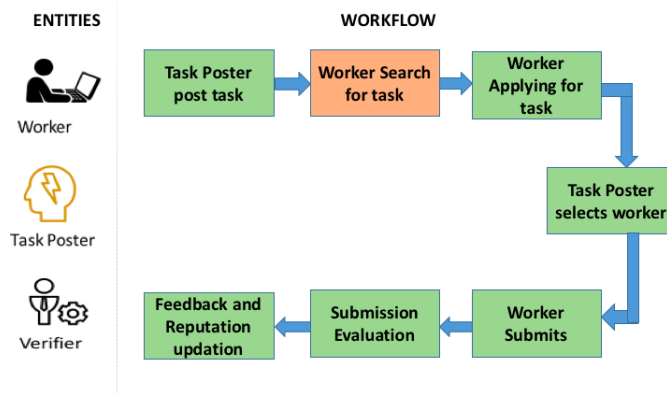 ENTITIES
WORKFLOW
Worker
Task Poster
Verifier
Task Poster
post task
Worker Search
for task
Worker
Applying for
task
Task Poster
selects worker
Worker
Submits
Submission
Evaluation
Feedback and
Reputation
updation